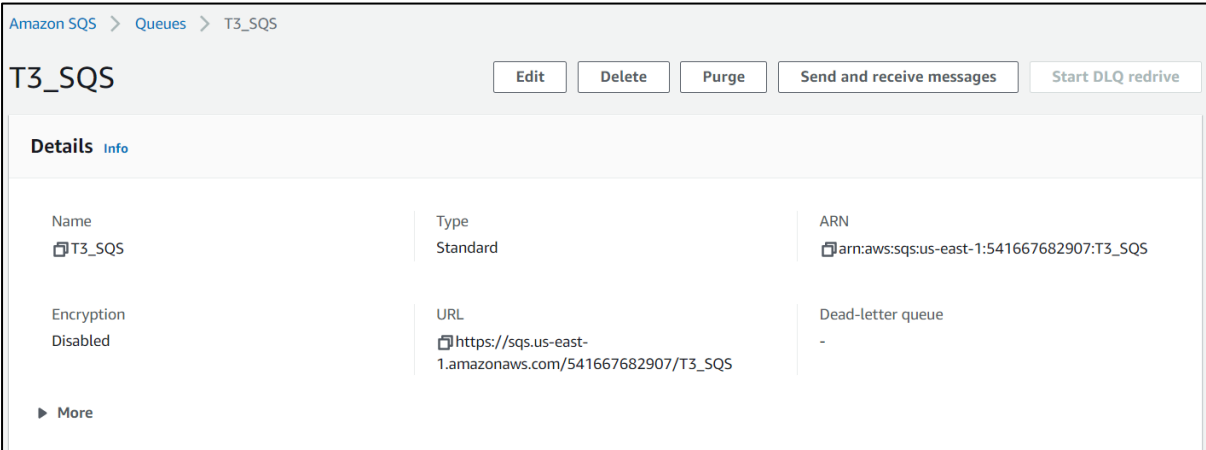 Amazon SQS > Queues > T3_SQS
T3_SQS
Edit
Delete
Purge
Send and receive messages
Start DLQ redrive
Details Info
Name
T3_SQS
Type
Standard
ARN
arn:aws:sqs:us-east-1:541667682907:T3_SQS
Encryption
Disabled
URL
https://sqs.us-east-
1.amazonaws.com/541667682907/T3_SQS
Dead-letter queue
-
More